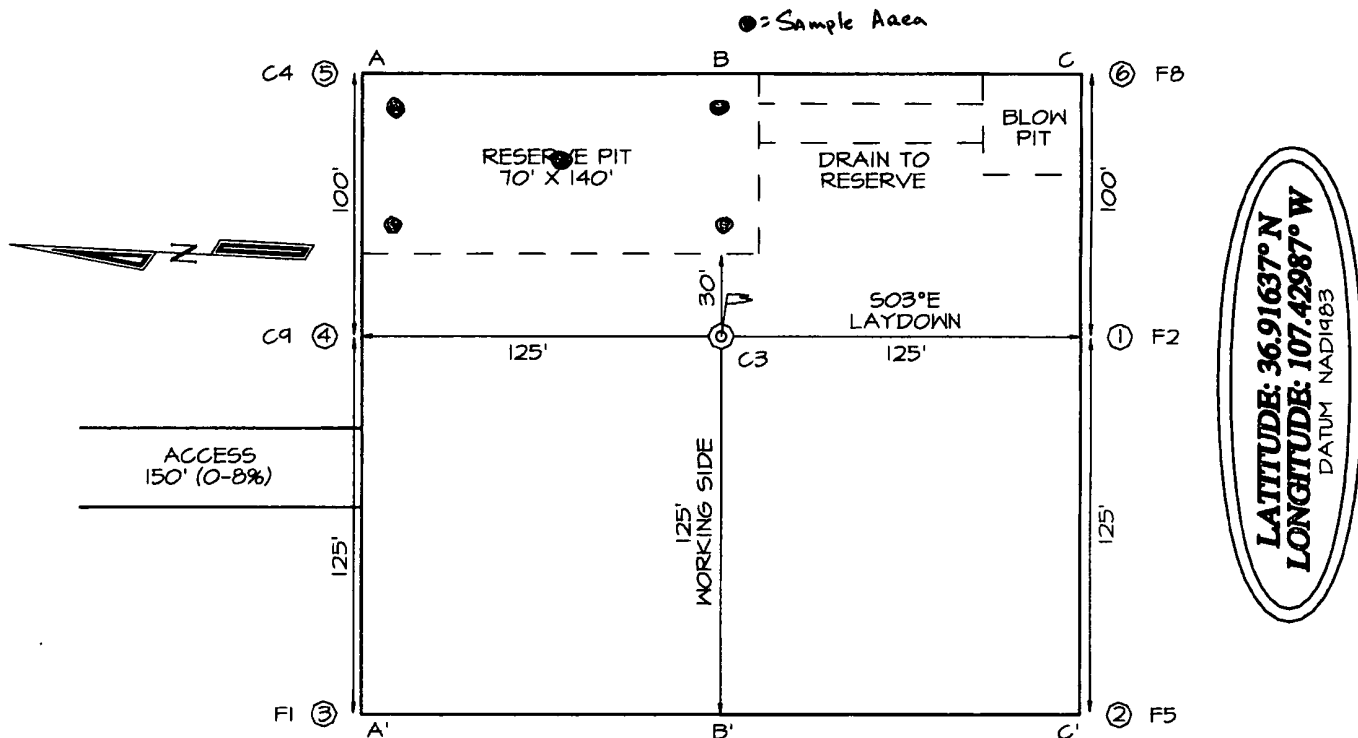 ●= Sample Aaea
A B C
C4 ⑤ ⑥ F8
BLOW
PIT
RESERVE PIT
70' X 140'
DRAIN TO
RESERVE
100' 100'
N
30'
S03°E
LAYDOWN
C9 ④ ① F2
125' 125'
C3
ACCESS
150' (0-8%)
125'
125'
WORKING SIDE
125'
F1 ③ ② F5
A' B' C'
LATITUDE: 36.91637° N
LONGITUDE: 107.42987° W
DATUM NAD1983